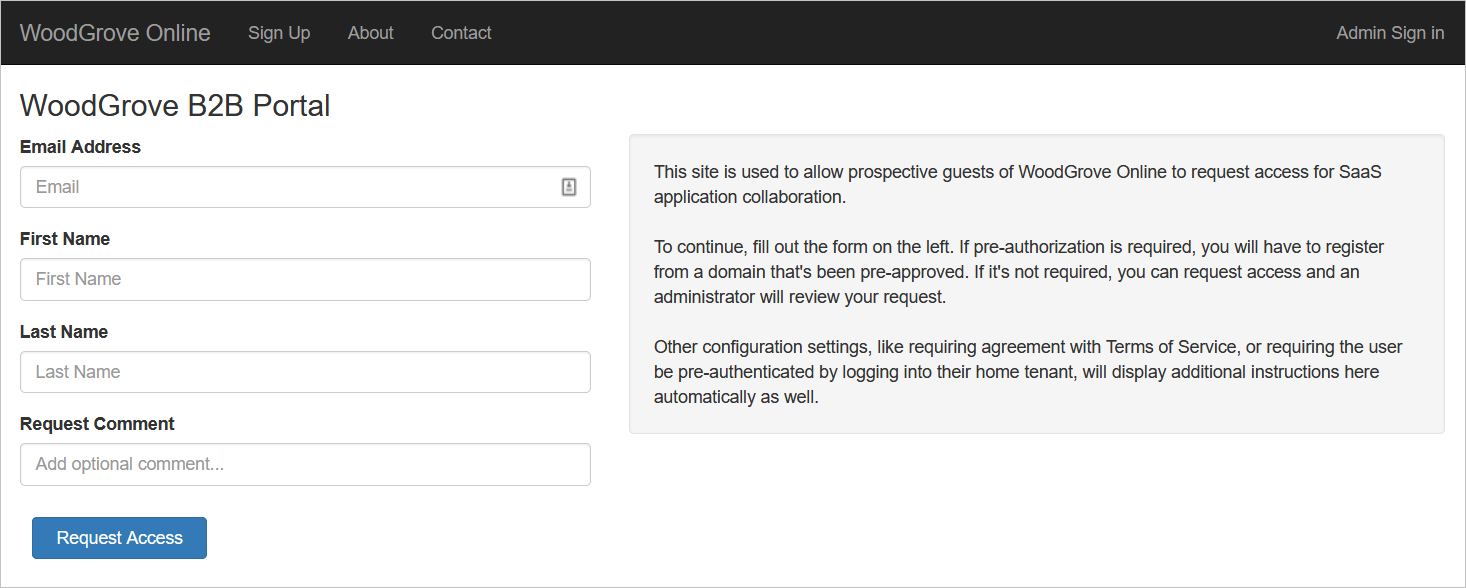 WoodGrove Online Sign Up About Contact Admin Sign in
WoodGrove B2B Portal
Email Address
Email
First Name
First Name
Last Name
Last Name
Request Comment
Add optional comment...
Request Access
This site is used to allow prospective guests of WoodGrove Online to request access for SaaS
application collaboration.
To continue, fill out the form on the left. If pre-authorization is required, you will have to register
from a domain that's been pre-approved. If it's not required, you can request access and an
administrator will review your request.
Other configuration settings, like requiring agreement with Terms of Service, or requiring the user
be pre-authenticated by logging into their home tenant, will display additional instructions here
automatically as well.